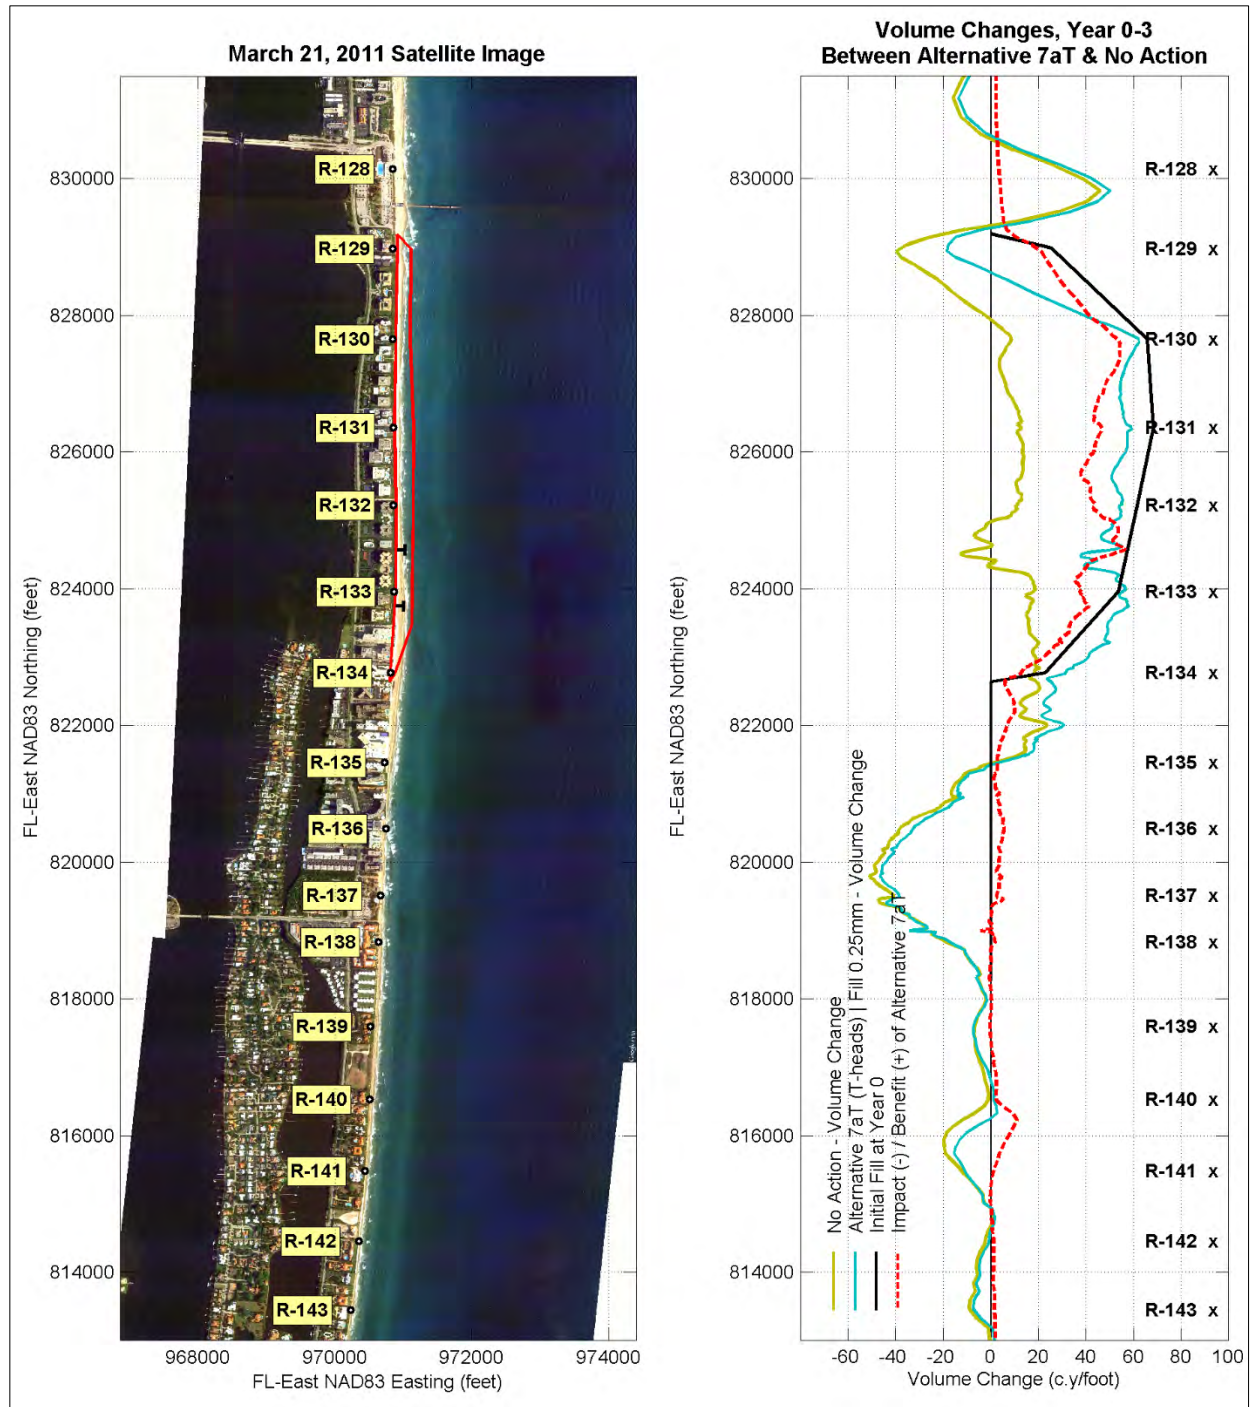 March 21, 2011 Satellite Image
FL-East NAD83 Northing (feet)
830000
828000
826000
824000
822000
820000
818000
816000
814000
R-128
R-129
R-130
R-131
R-132
R-133
R-134
R-135
R-136
R-137
R-138
R-139
R-140
R-141
R-142
R-143
968000
970000
972000
974000
FL-East NAD83 Easting (feet)
Volume Changes, Year 0-3
Between Alternative 7aT & No Action
FL-East NAD83 Northing (feet)
830000
828000
826000
824000
822000
820000
818000
816000
814000
R-128 x
R-129 x
R-130 x
R-131 x
R-132 x
R-133 x
R-134 x
R-135 x
R-136 x
R-137 x
R-138 x
R-139 x
R-140 x
R-141 x
R-142 x
R-143 x
No Action - Volume Change
Alternative 7aT (T-heads) | Fill 0.25mm - Volume Change
Initial Fill at Year 0
Impact (-) / Benefit (+) of Alternative 7aT
-60
-40
-20
0
20
40
60
80
100
Volume Change (c.y/foot)